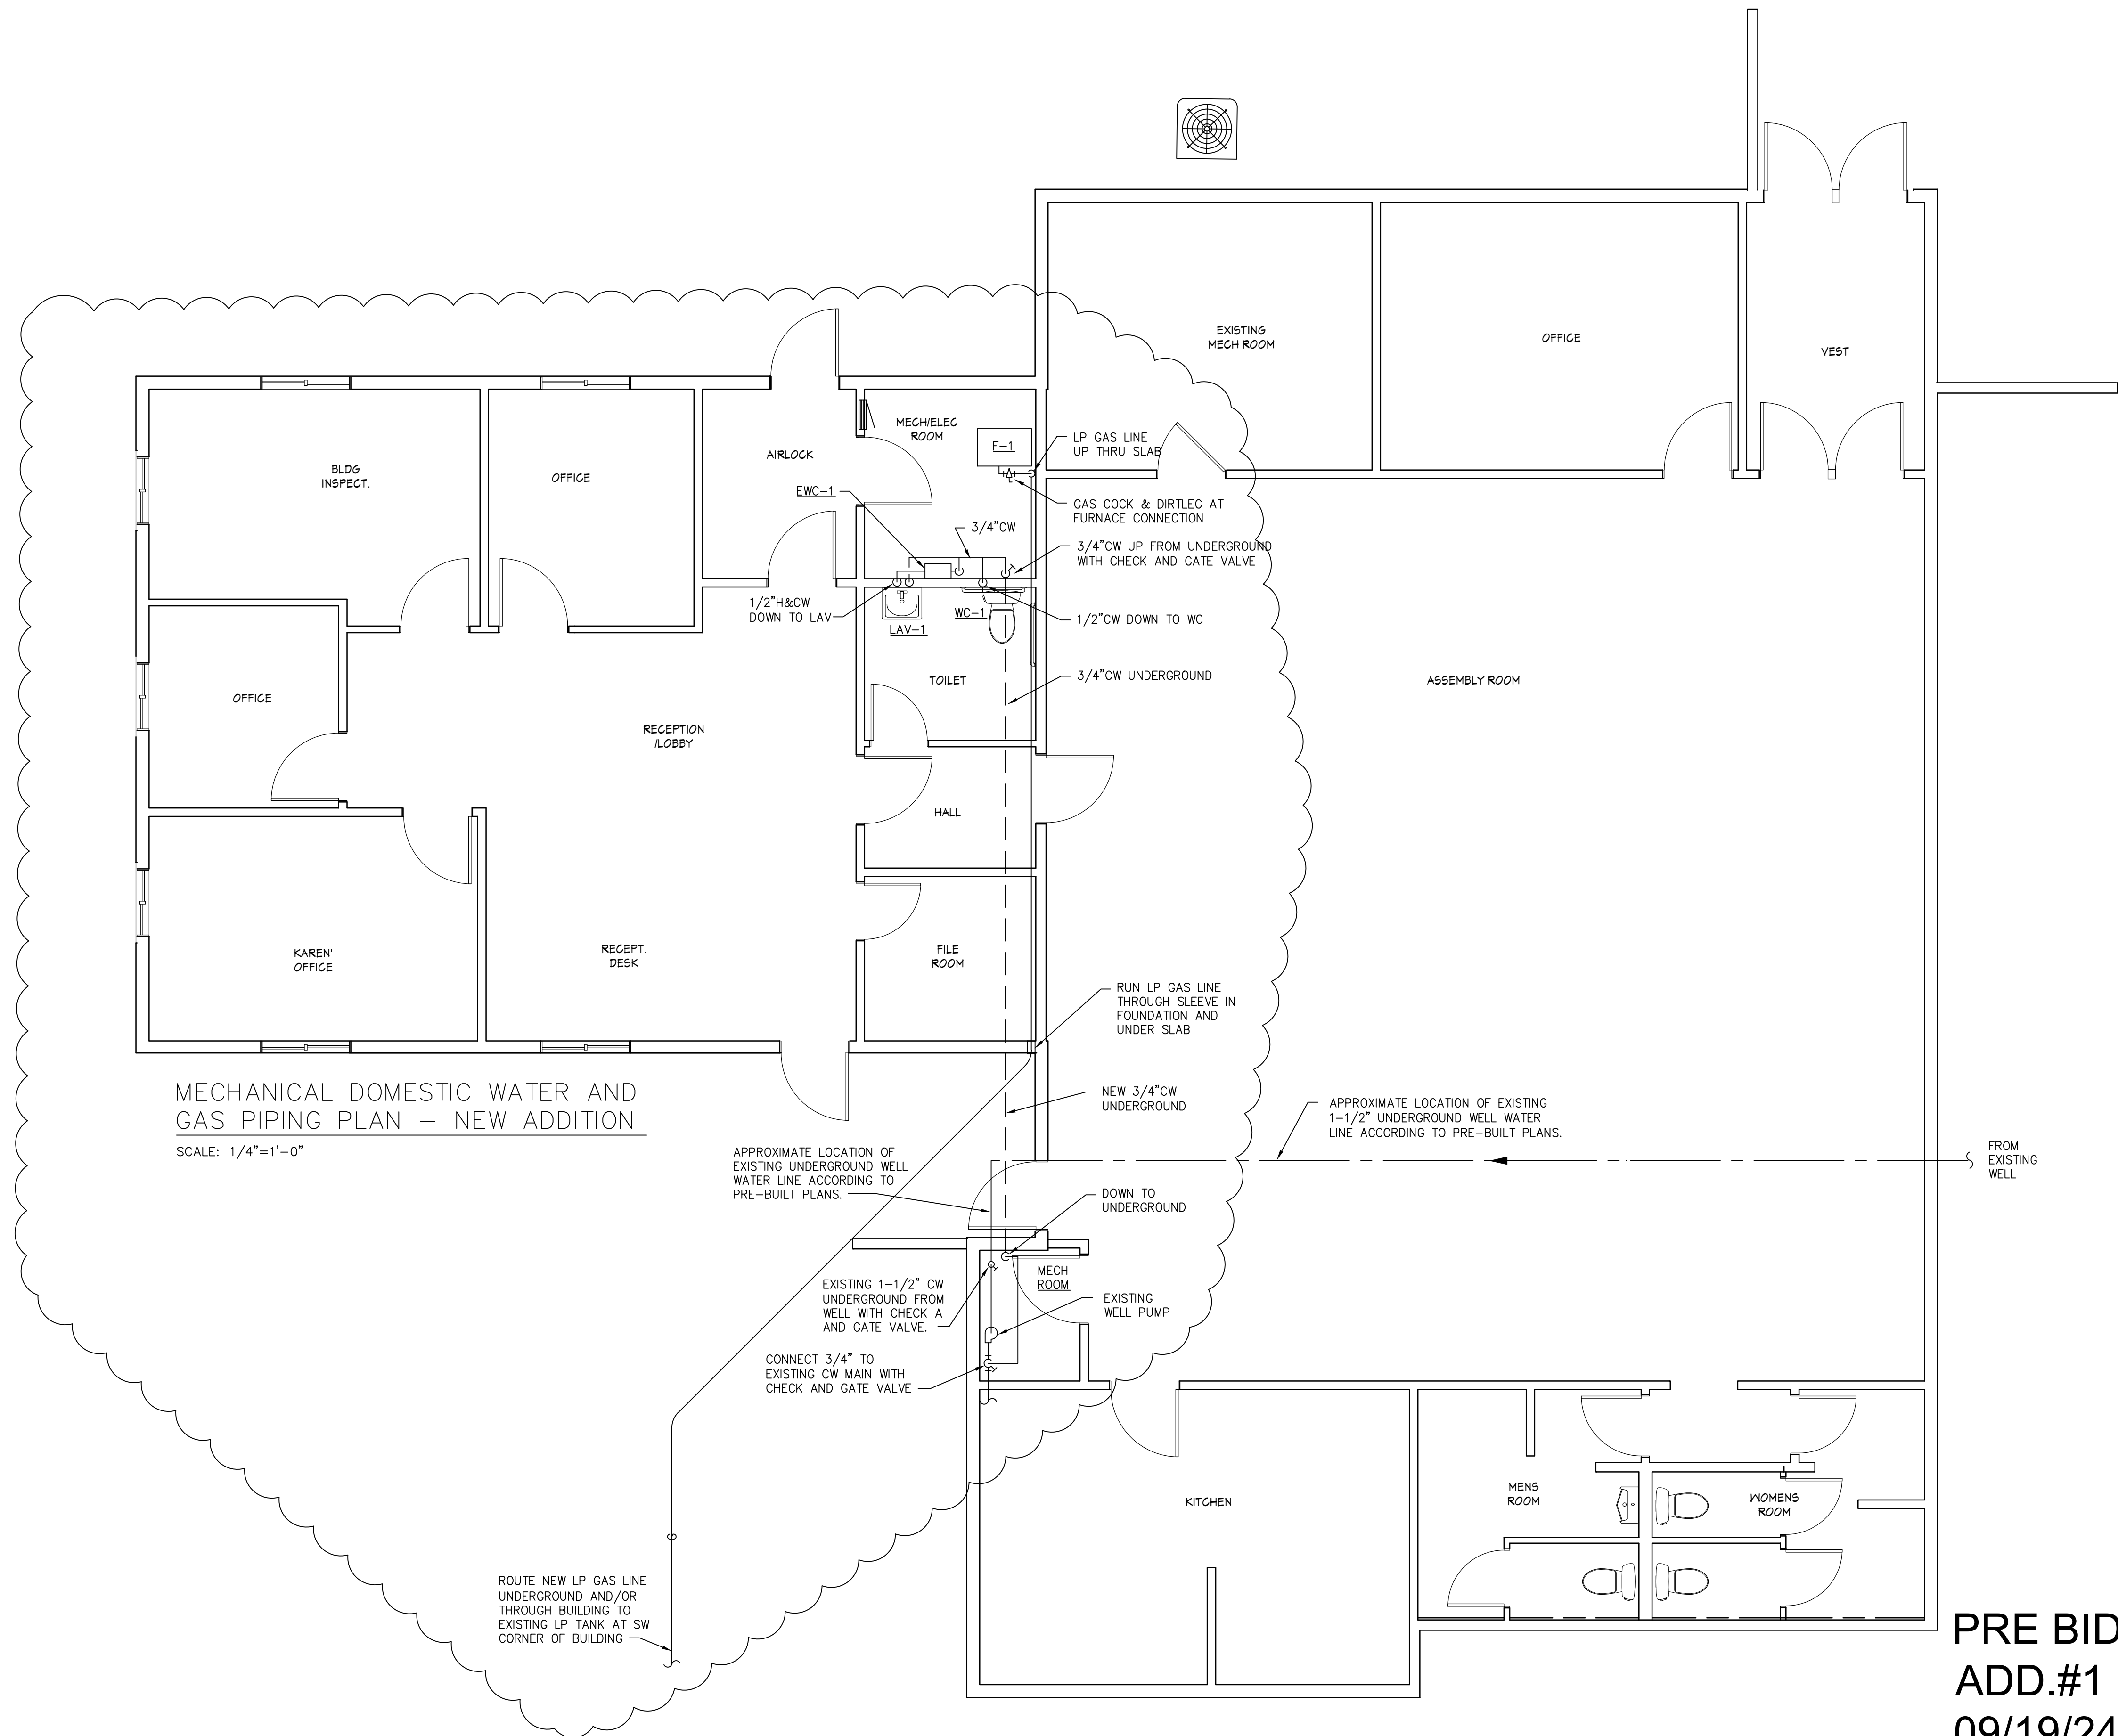 EXISTING
MECH ROOM
OFFICE
VEST
BLDG
INSPECT.
OFFICE
AIRLOCK
MECH/ELEC
ROOM
F-1
LP GAS LINE
UP THRU SLAB
EWC-1
GAS COCK & DIRTLEG AT
FURNACE CONNECTION
3/4"CW
3/4"CW UP FROM UNDERGROUND
WITH CHECK AND GATE VALVE
1/2"H&CW
DOWN TO LAV
LAV-1
WC-1
1/2"CW DOWN TO WC
OFFICE
TOILET
3/4"CW UNDERGROUND
ASSEMBLY ROOM
RECEPTION
/LOBBY
HALL
KAREN'
OFFICE
RECEPT.
DESK
FILE
ROOM
RUN LP GAS LINE
THROUGH SLEEVE IN
FOUNDATION AND
UNDER SLAB
MECHANICAL DOMESTIC WATER AND
GAS PIPING PLAN – NEW ADDITION
SCALE: 1/4"=1'-0"
NEW 3/4"CW
UNDERGROUND
APPROXIMATE LOCATION OF EXISTING
1-1/2" UNDERGROUND WELL WATER
LINE ACCORDING TO PRE-BUILT PLANS.
FROM
EXISTING
WELL
APPROXIMATE LOCATION OF
EXISTING UNDERGROUND WELL
WATER LINE ACCORDING TO
PRE-BUILT PLANS.
DOWN TO
UNDERGROUND
MECH
ROOM
EXISTING 1-1/2" CW
UNDERGROUND FROM
WELL WITH CHECK A
AND GATE VALVE.
EXISTING
WELL PUMP
CONNECT 3/4" TO
EXISTING CW MAIN WITH
CHECK AND GATE VALVE
KITCHEN
MENS
ROOM
WOMENS
ROOM
G
ROUTE NEW LP GAS LINE
UNDERGROUND AND/OR
THROUGH BUILDING TO
EXISTING LP TANK AT SW
CORNER OF BUILDING
PRE BID
ADD.#1
09/19/24